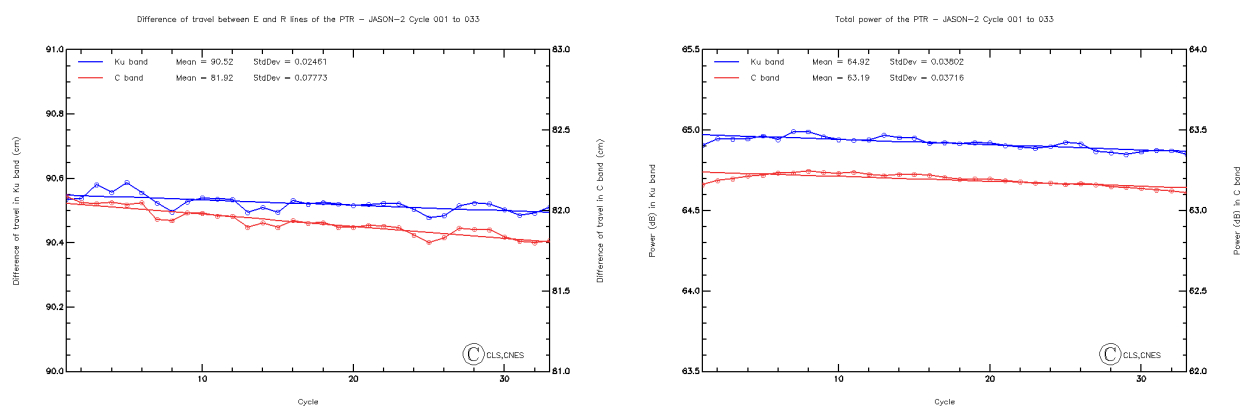 Difference of travel between E and R lines of the PTR - JASON-2 Cycle 001 to 033
Ku band Mean = 90.52 StdDev = 0.02461
C band Mean = 81.92 StdDev = 0.07773
Difference of travel in Ku band (cm)
91.0
90.8
90.6
90.4
90.2
90.0
83.0
82.5
82.0
81.5
81.0
Difference of travel in C band (cm)
10
20
30
Cycle
© CLS,CNES
Total power of the PTR - JASON-2 Cycle 001 to 033
Ku band Mean = 64.92 StdDev = 0.03802
C band Mean = 63.19 StdDev = 0.03716
Power (dB) in Ku band
65.5
65.0
64.5
64.0
63.5
64.0
63.5
63.0
62.5
62.0
Power (dB) in C band
10
20
30
Cycle
© CLS,CNES